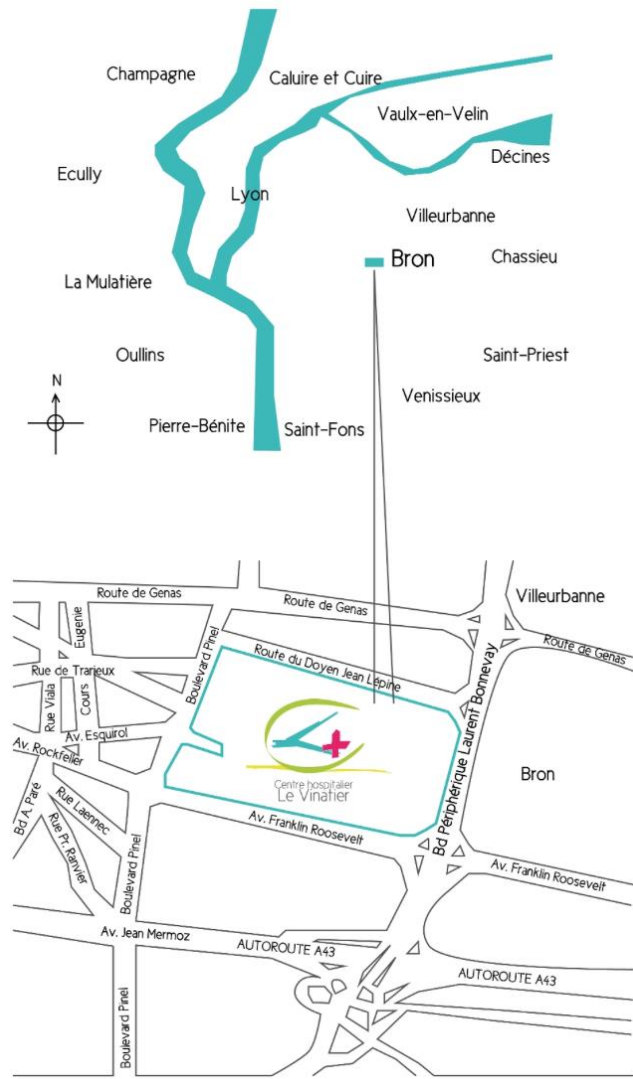 Champagne
Caluire et Cuire
Vaulx-en-Velin
Décines
Ecully
Lyon
Villeurbanne
Bron
Chassieu
La Mulatière
Oullins
Saint-Priest
N
Venissieux
Pierre-Bénite
Saint-Fons
Route de Genas
Route de Genas
Villeurbanne
Route de Genas
Eugenie
Cours
Boulevard Pinel
Route du Doyen Jean Lépine
Rue de Trarieux
Rue Viala
Av. Esquirol
Av. Rockfeller
Bd Périphérique Laurent Bonnevay
Bron
Centre hospitalier
Le Vinatier
Bd A. Paré
Rue Laennec
Rue Pr. Ranvier
Boulevard Pinel
Av. Franklin Roosevelt
Av. Franklin Roosevelt
Av. Jean Mermoz
AUTOROUTE A43
AUTOROUTE A43
Boulevard Pinel